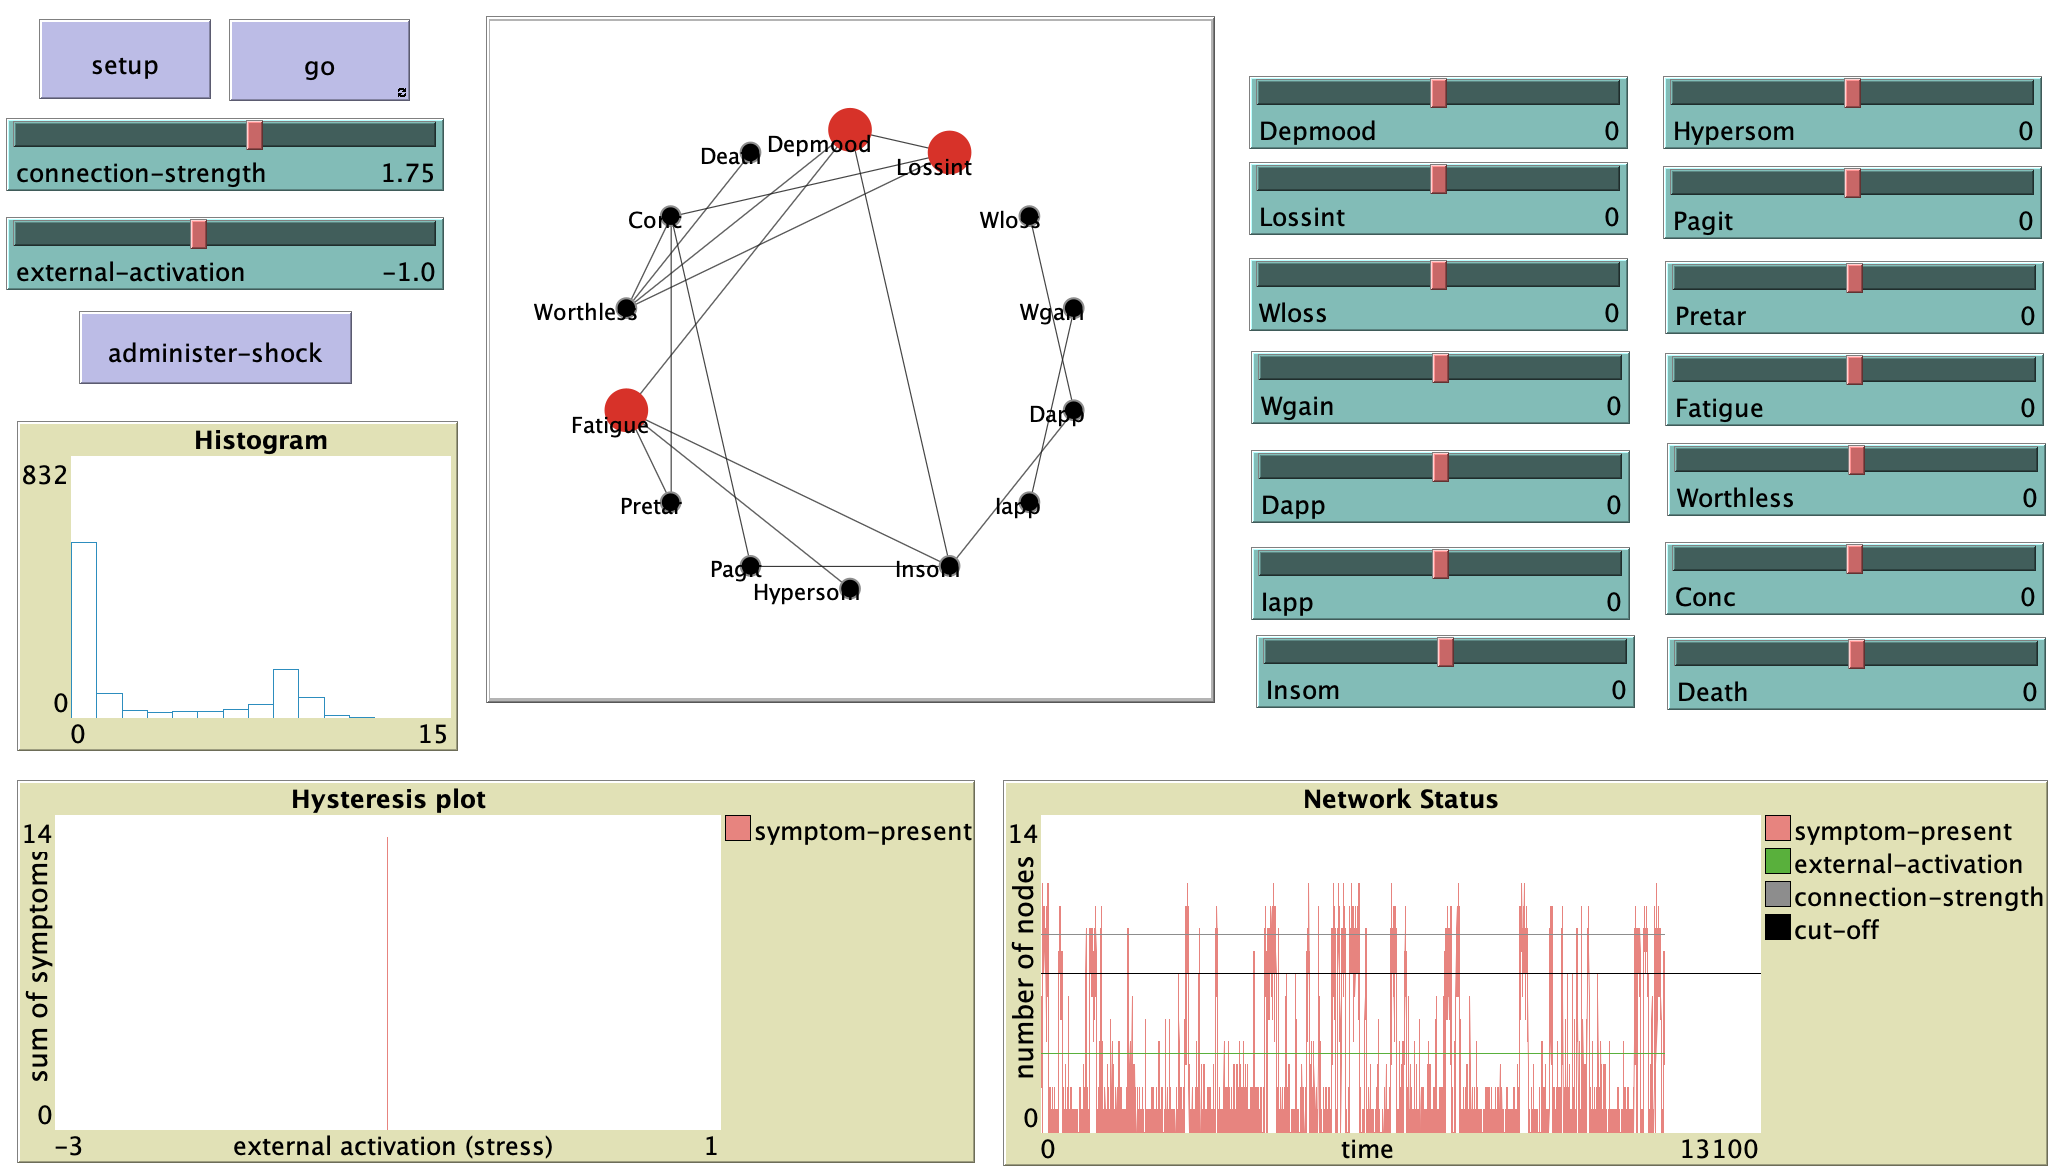 setup
go
connection-strength 1.75
external-activation -1.0
administer-shock
Histogram
832
0
0 15
Death
Depmood
Lossint
Conc
Wloss
Worthless
Wgain
Fatigue
Dapp
Pretar
Iapp
Pagit
Insom
Hypersom
Depmood 0
Lossint 0
Wloss 0
Wgain 0
Dapp 0
Iapp 0
Insom 0
Hypersom 0
Pagit 0
Pretar 0
Fatigue 0
Worthless 0
Conc 0
Death 0
Hysteresis plot
14
sum of symptoms
0
-3 external activation (stress) 1
symptom-present
Network Status
14
number of nodes
0
0 time 13100
symptom-present
external-activation
connection-strength
cut-off